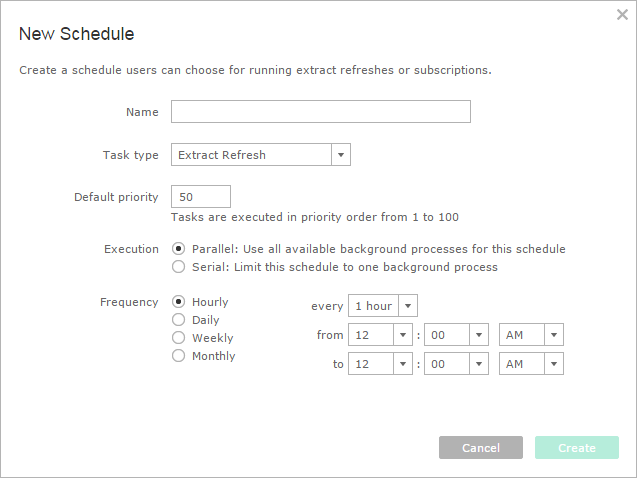 New Schedule
Create a schedule users can choose for running extract refreshes or subscriptions.
Name
Task type Extract Refresh
Default priority 50
Tasks are executed in priority order from 1 to 100
Execution Parallel: Use all available background processes for this schedule
Serial: Limit this schedule to one background process
Frequency Hourly every 1 hour
Daily from 12 : 00 AM
Weekly
Monthly to 12 : 00 AM
Cancel Create